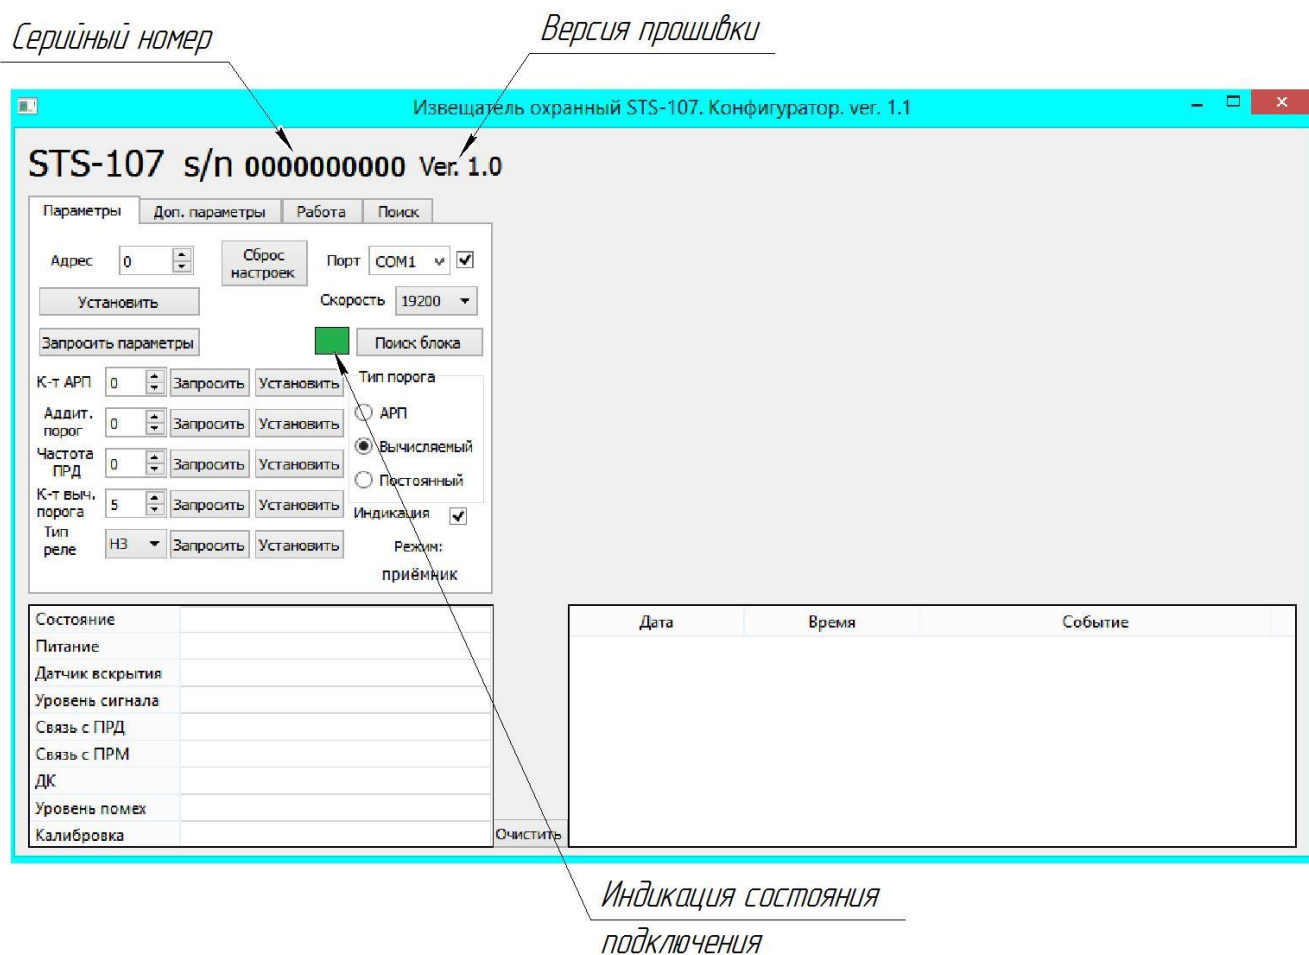 Серийный номер
Версия прошивки
Извещатель охранный STS-107. Конфигуратор. ver. 1.1
STS-107 s/n 0000000000 Ver. 1.0
Параметры Доп. параметры Работа Поиск
Адрес 0 Сброс настроек Порт COM1
Установить Скорость 19200
Запросить параметры Поиск блока
К-т АРП 0 Запросить Установить Тип порога
Аддит. порог 0 Запросить Установить АРП
Частота ПРД 0 Запросить Установить Вычисляемый
Постоянный
К-т выч. порога 5 Запросить Установить Индикация
Тип реле НЗ Запросить Установить Режим:
приёмник
Состояние Дата Время Событие
Питание
Датчик вскрытия
Уровень сигнала
Связь с ПРД
Связь с ПРМ
ДК
Уровень помех
Калибровка Очистить
Индикация состояния
подключения